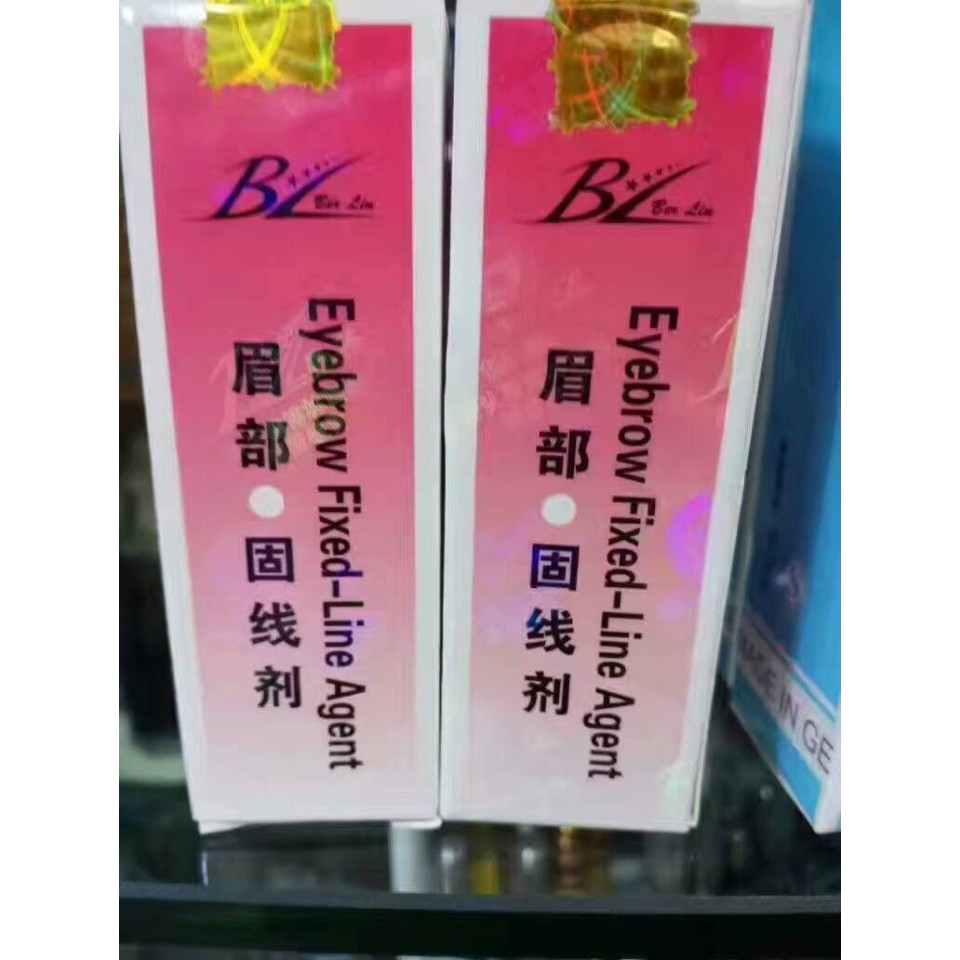 BL
Ber Lin
Eyebrow Fixed-Line Agent
眉部·固线剂
BL
Ber Lin
Eyebrow Fixed-Line Agent
眉部·固线剂
MADE IN GE